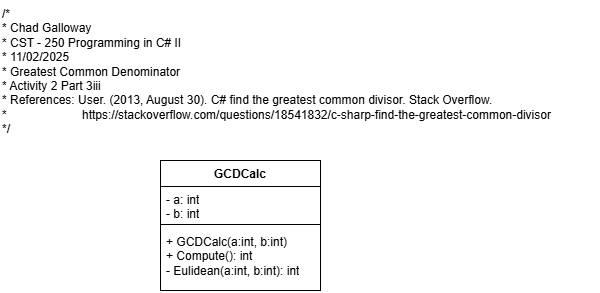 /*
* Chad Galloway
* CST - 250 Programming in C# II
* 11/02/2025
* Greatest Common Denominator
* Activity 2 Part 3iii
* References: User. (2013, August 30). C# find the greatest common divisor. Stack Overflow.
* https://stackoverflow.com/questions/18541832/c-sharp-find-the-greatest-common-divisor
*/
GCDCalc
- a: int
- b: int
+ GCDCalc(a:int, b:int)
+ Compute(): int
- Eulidean(a:int, b:int): int